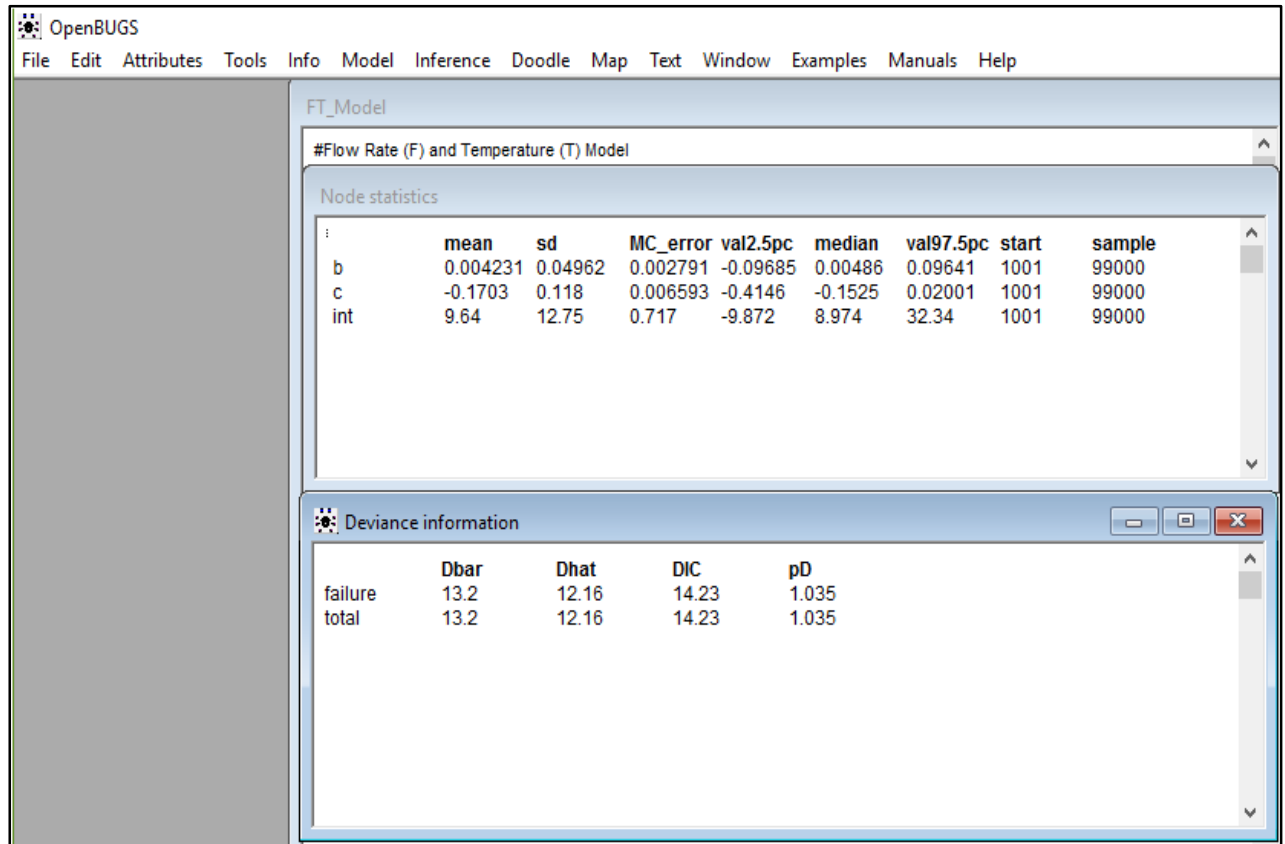 OpenBUGS
File Edit Attributes Tools Info Model Inference Doodle Map Text Window Examples Manuals Help
FT_Model
#Flow Rate (F) and Temperature (T) Model
Node statistics
mean sd MC_error val2.5pc median val97.5pc start sample
b 0.004231 0.04962 0.002791 -0.09685 0.00486 0.09641 1001 99000
c -0.1703 0.118 0.006593 -0.4146 -0.1525 0.02001 1001 99000
int 9.64 12.75 0.717 -9.872 8.974 32.34 1001 99000
Deviance information
Dbar Dhat DIC pD
failure 13.2 12.16 14.23 1.035
total 13.2 12.16 14.23 1.035